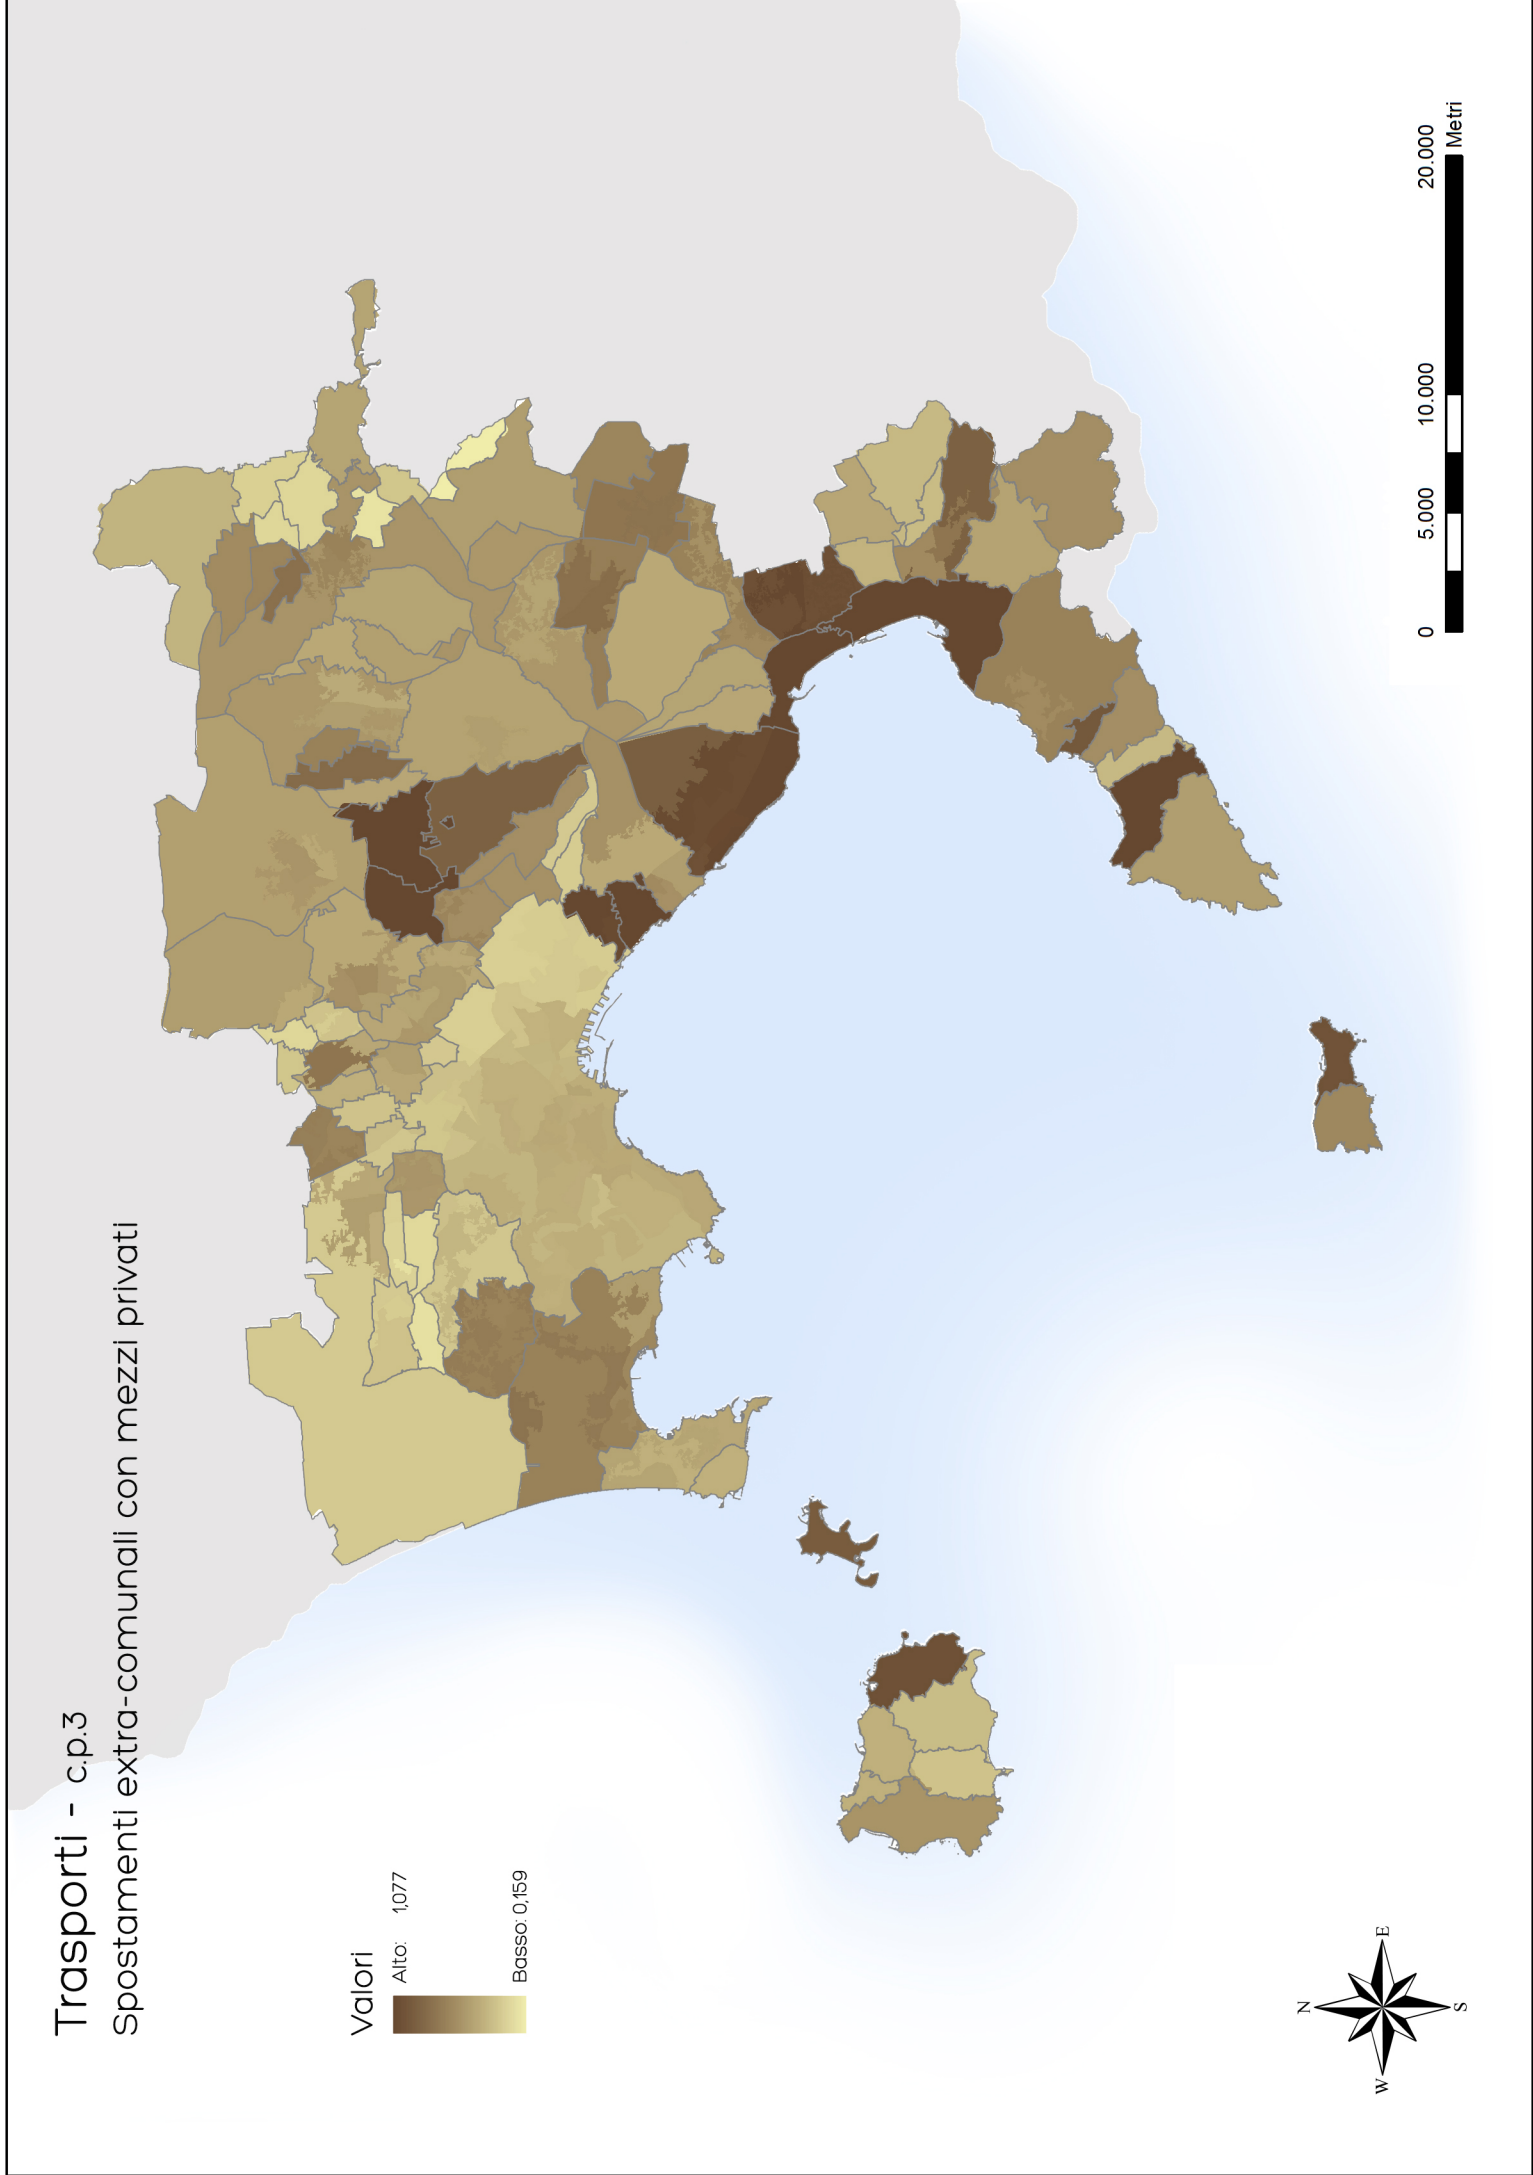 Trasporti - c.p.3
Spostamenti extra-comunali con mezzi privati
Valori
Alto: 1,077
Basso: 0,159
N
W E
S
0 5.000 10.000 20.000
Metri